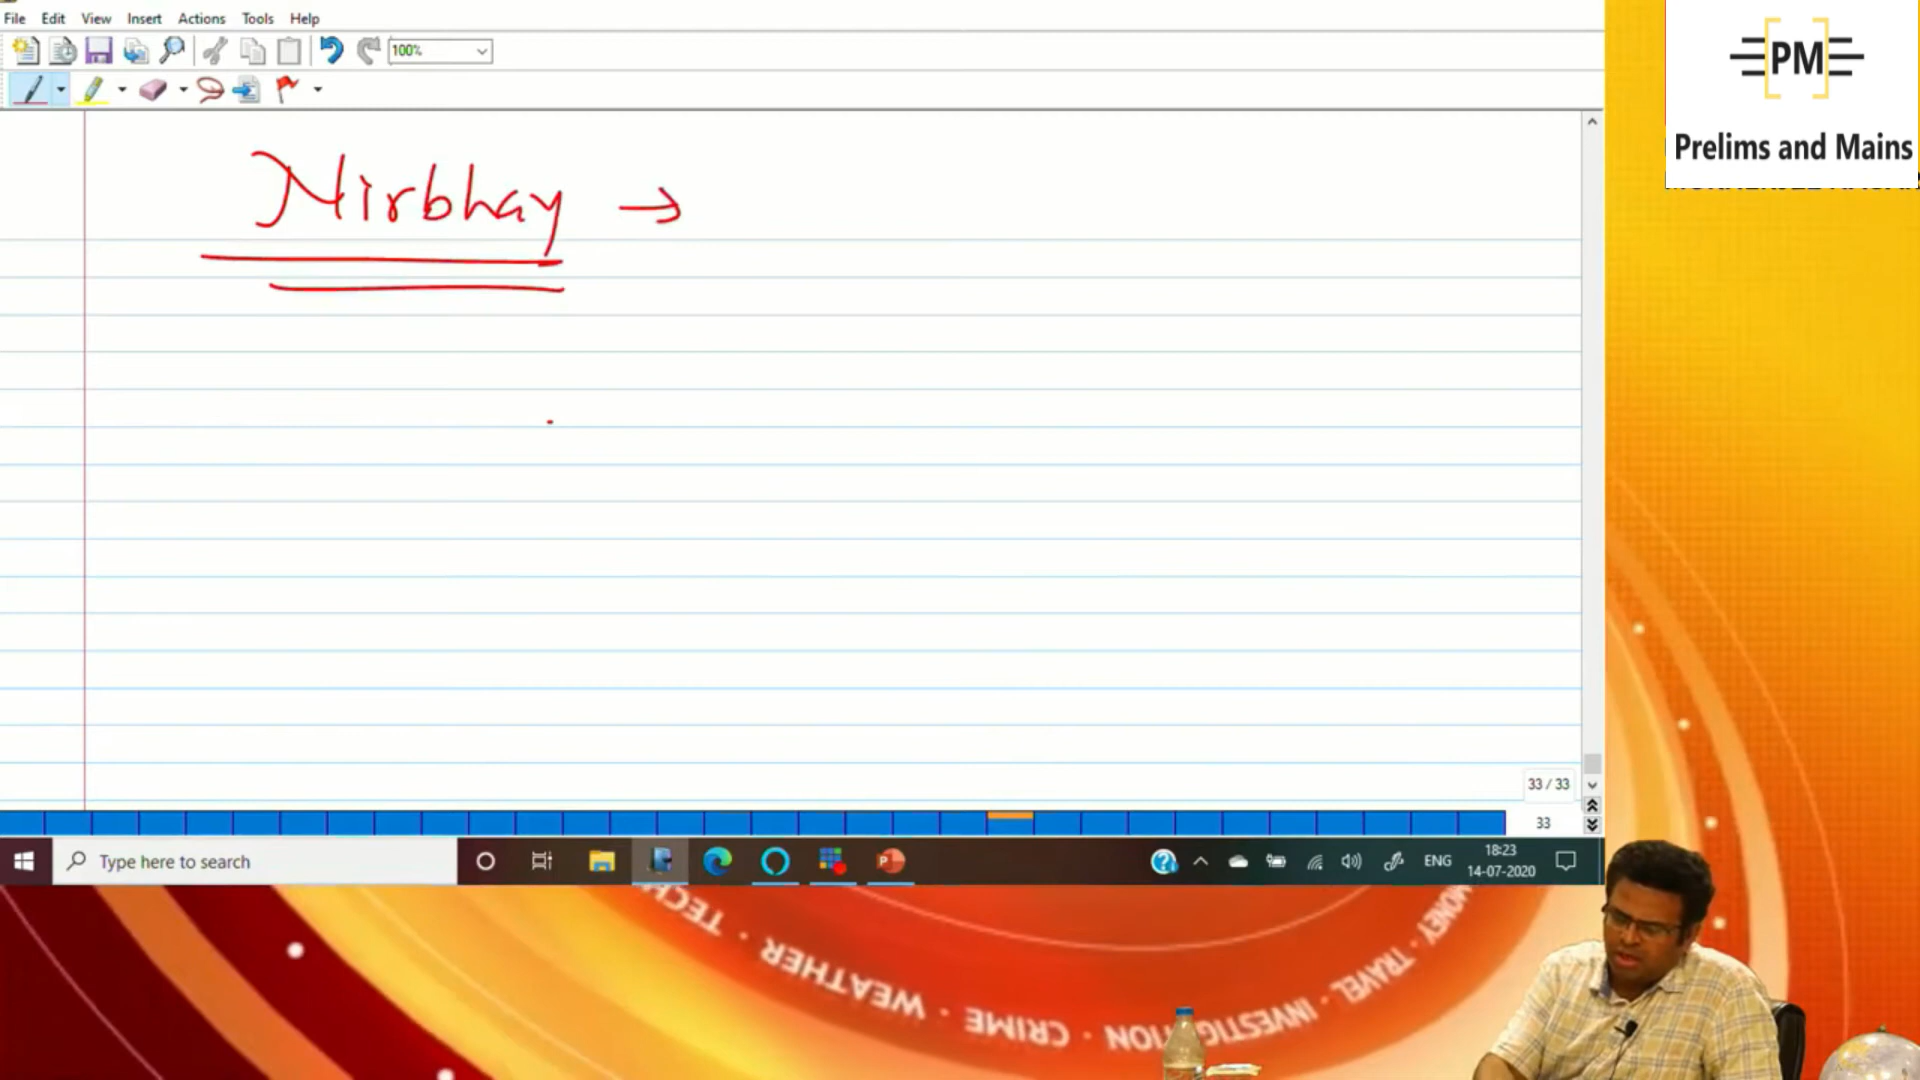 File Edit View Insert Actions Tools Help
PM
100%
Prelims and Mains
Nirbhay →
33 / 33
33
Type here to search
ENG
18:23
14-07-2020
TECH · WEATHER · CRIME · INVESTIGATION · TRAVEL · MONEY